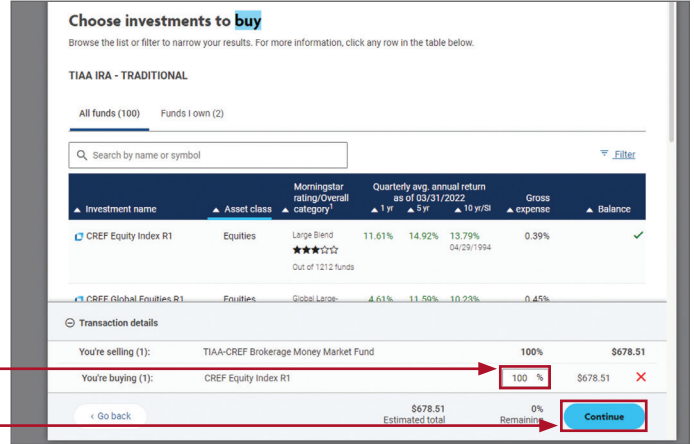 Choose investments to buy
Browse the list or filter to narrow your results. For more information, click any row in the table below.
TIAA IRA - TRADITIONAL
All funds (100) Funds I own (2)
Search by name or symbol
Filter
Morningstar Quarterly avg. annual return
rating/Overall as of 03/31/2022 Gross
Investment name Asset class category1 1 yr 5 yr 10 yr/SI expense Balance
CREF Equity Index R1 Equities Large Blend 11.61% 14.92% 13.79% 0.39%
★★★☆☆ 04/29/1994
Out of 1212 funds
CREF Global Equities R1 Equities Global Large- 4.61% 11.59% 10.23% 0.45%
Transaction details
You're selling (1): TIAA-CREF Brokerage Money Market Fund 100% $678.51
You're buying (1): CREF Equity Index R1 100 % $678.51
< Go back $678.51 0% Continue
Estimated total Remaining